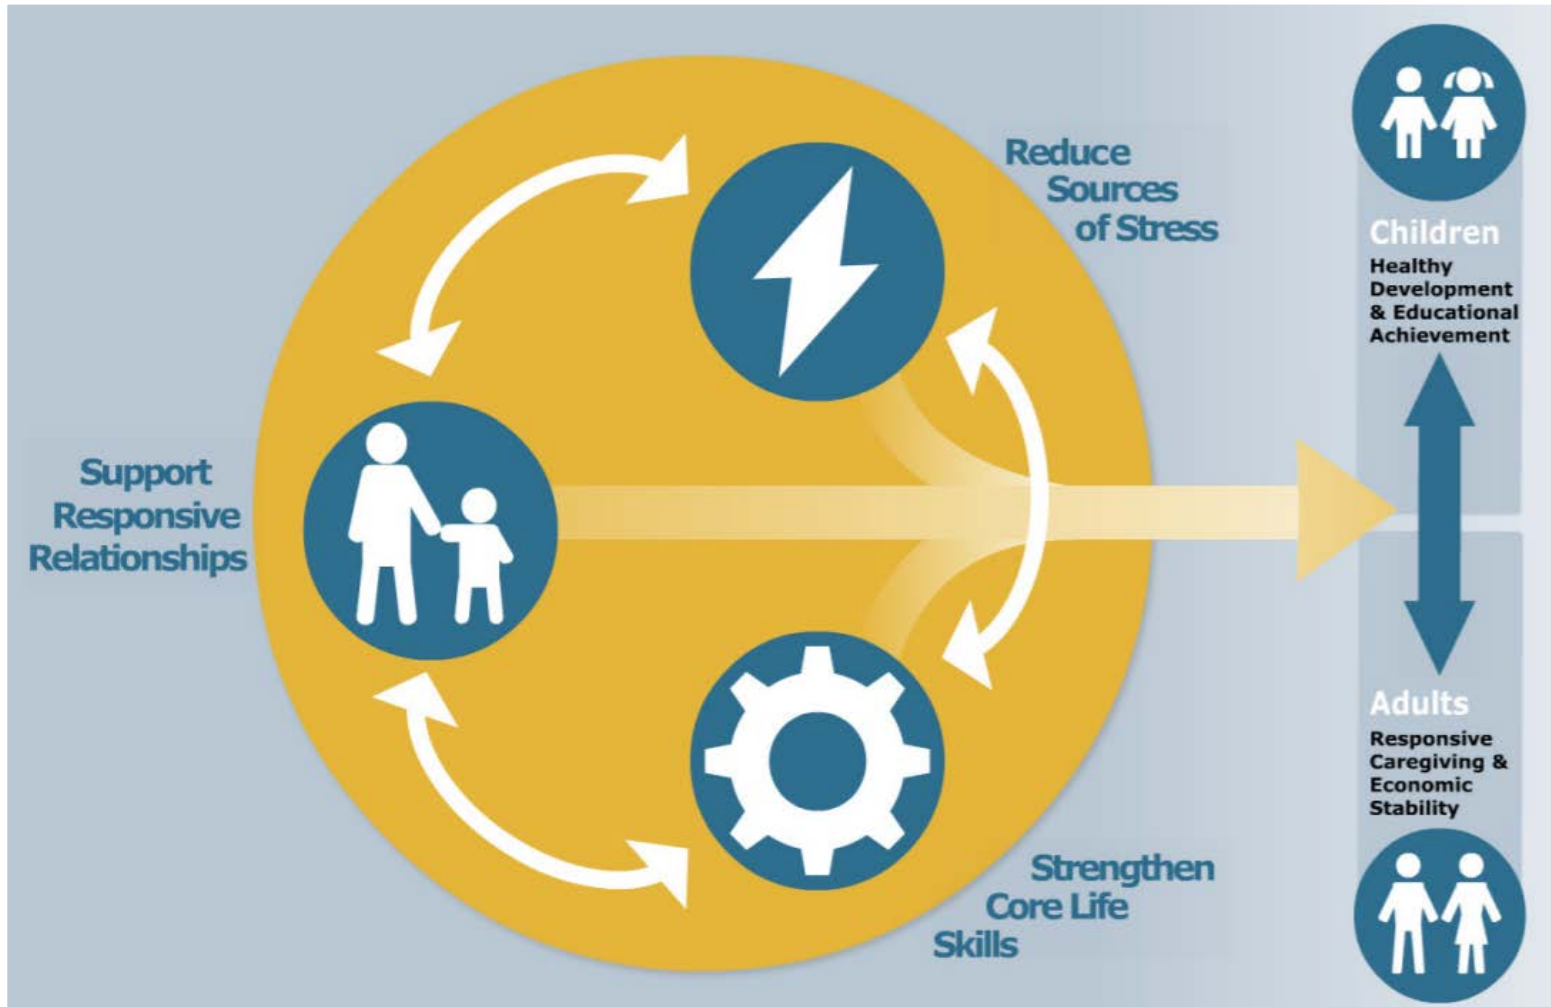 Reduce
Sources
of Stress
Support
Responsive
Relationships
Strengthen
Core Life
Skills
Children
Healthy
Development
& Educational
Achievement
Adults
Responsive
Caregiving &
Economic
Stability